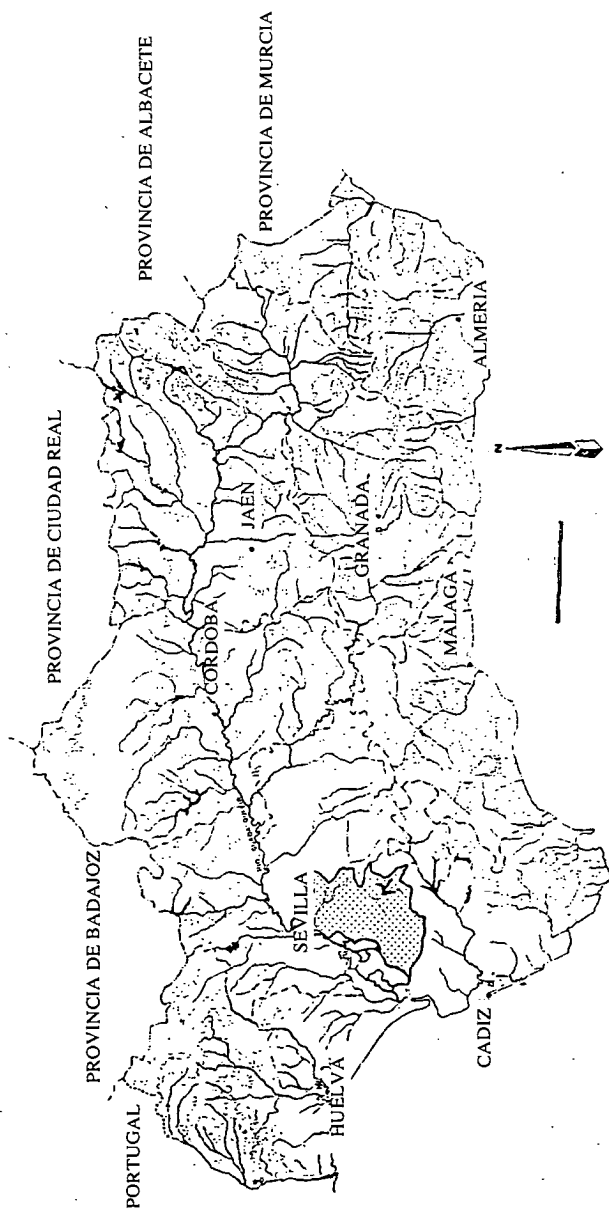 PROVINCIA DE ALBACETE
PROVINCIA DE MURCIA
PROVINCIA DE CIUDAD REAL
PROVINCIA DE BADAJOZ
PORTUGAL
CORDOBA
JAEN
SEVILLA
HUELVA
GRANADA
ALMERIA
MALAGA
CADIZ
N